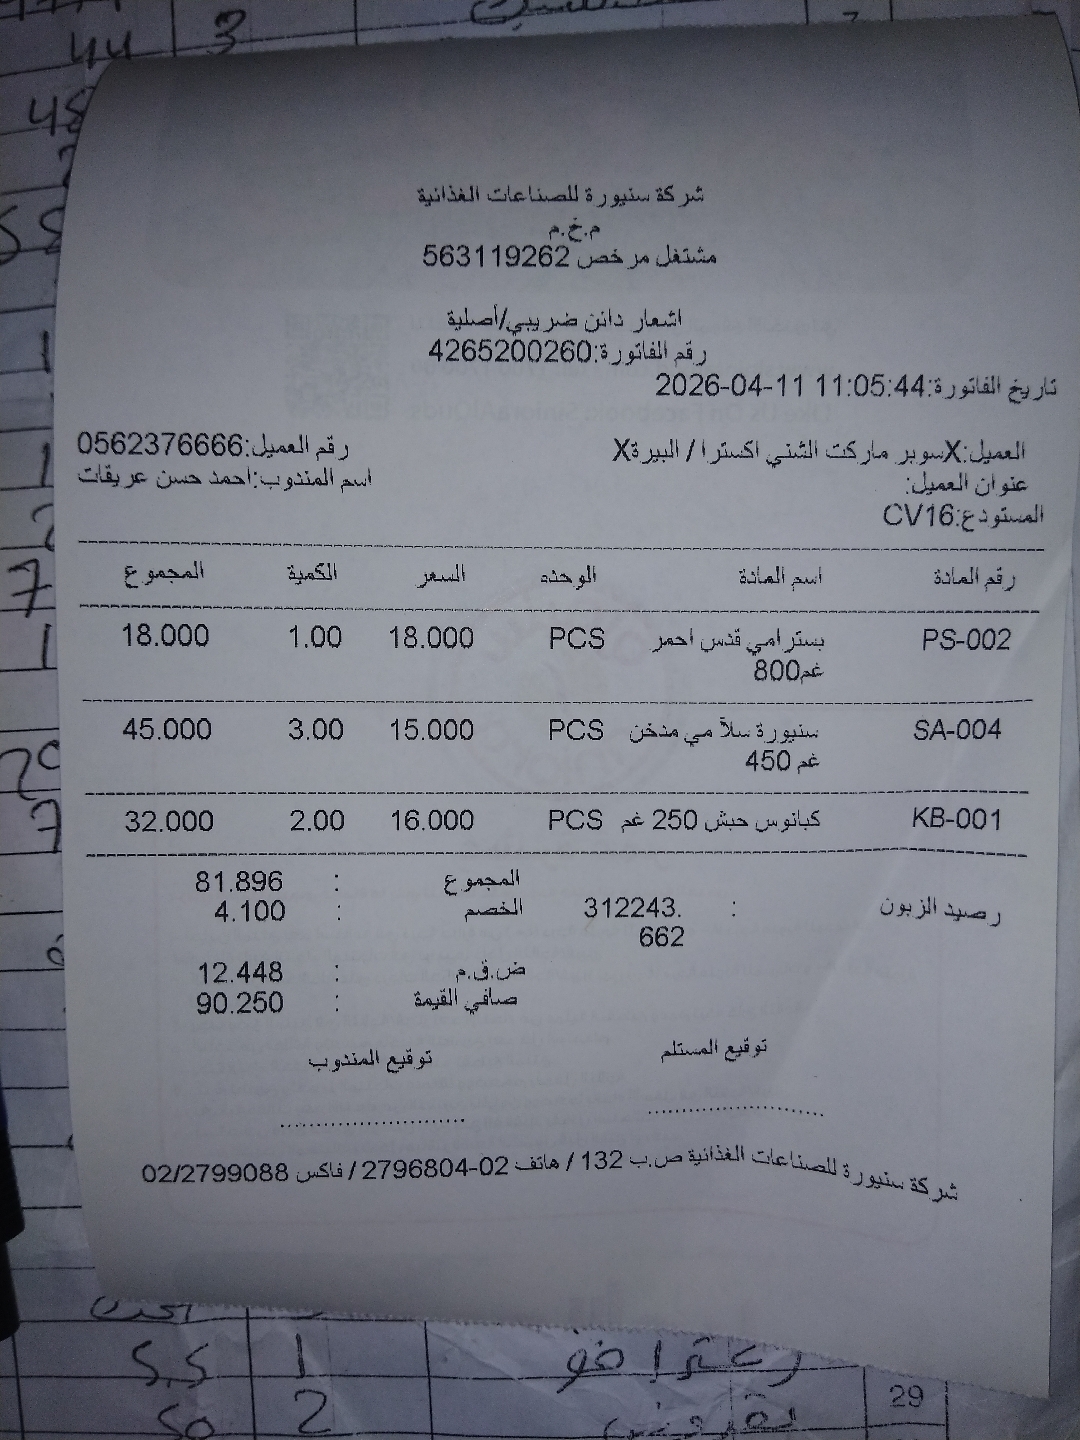 44 3
48
شركة سنيورة للصناعات الغذائية
م.خ.م
مشتغل مرخص 563119262
اشعار دائن ضريبي/أصلية
رقم الفاتورة:4265200260
تاريخ الفاتورة:2026-04-11 11:05:44
العميل:Xسوبر ماركت الشني اكسترا / البيرةX رقم العميل:0562376666
عنوان العميل: اسم المندوب:احمد حسن عريقات
المستودع:CV16
رقم المادة اسم المادة الوحده السعر الكمية المجموع
PS-002 بسترامي قدس احمر PCS 18.000 1.00 18.000
800غم
SA-004 سنيورة سلامي مدخن PCS 15.000 3.00 45.000
450 غم
KB-001 كبانوس حبش 250 غم PCS 16.000 2.00 32.000
المجموع : 81.896
رصيد الزبون : 312243. الخصم : 4.100
662
ض.ق.م : 12.448
صافي القيمة : 90.250
توقيع المستلم توقيع المندوب
شركة سنيورة للصناعات الغذائية ص.ب 132 / هاتف 02-2796804 / فاكس 02/2799088
1
29 2